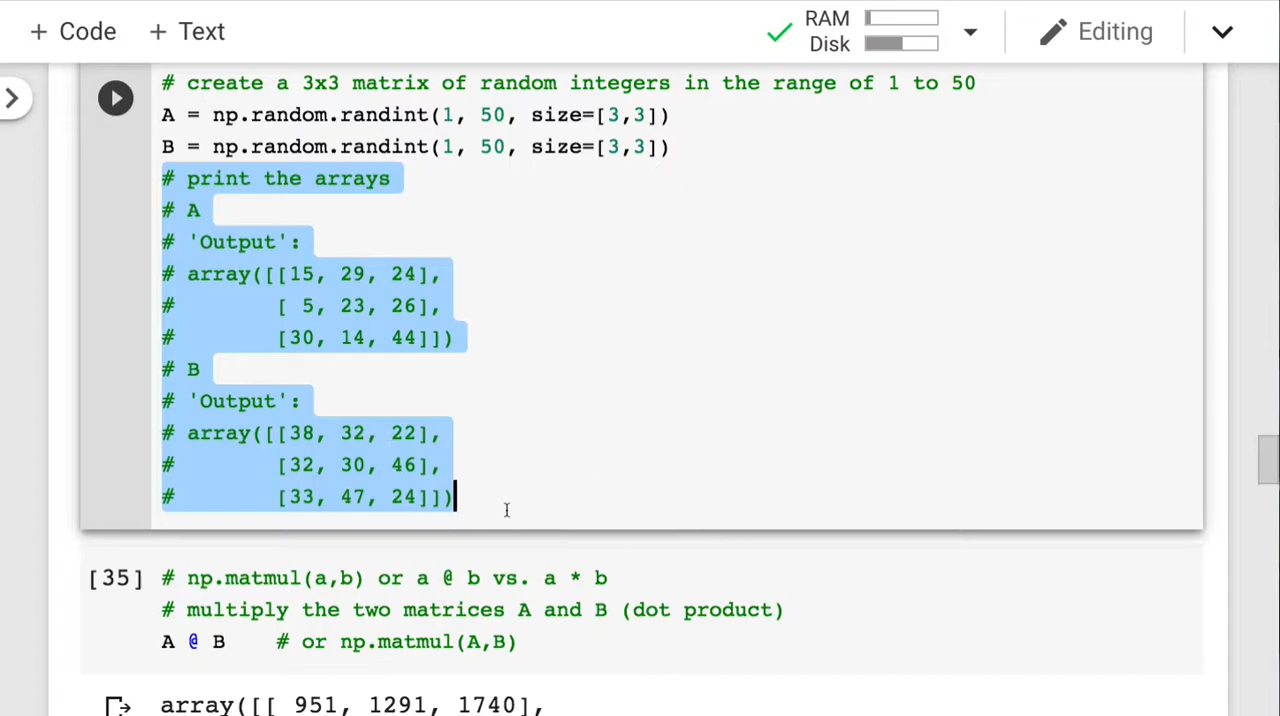 + Code + Text
RAM
Disk
Editing
# create a 3x3 matrix of random integers in the range of 1 to 50
A = np.random.randint(1, 50, size=[3,3])
B = np.random.randint(1, 50, size=[3,3])
# print the arrays
# A
# 'Output':
# array([[15, 29, 24],
#        [ 5, 23, 26],
#        [30, 14, 44]])
# B
# 'Output':
# array([[38, 32, 22],
#        [32, 30, 46],
#        [33, 47, 24]])
[35] # np.matmul(a,b) or a @ b vs. a * b
# multiply the two matrices A and B (dot product)
A @ B    # or np.matmul(A,B)
array([[ 951, 1291, 1740],